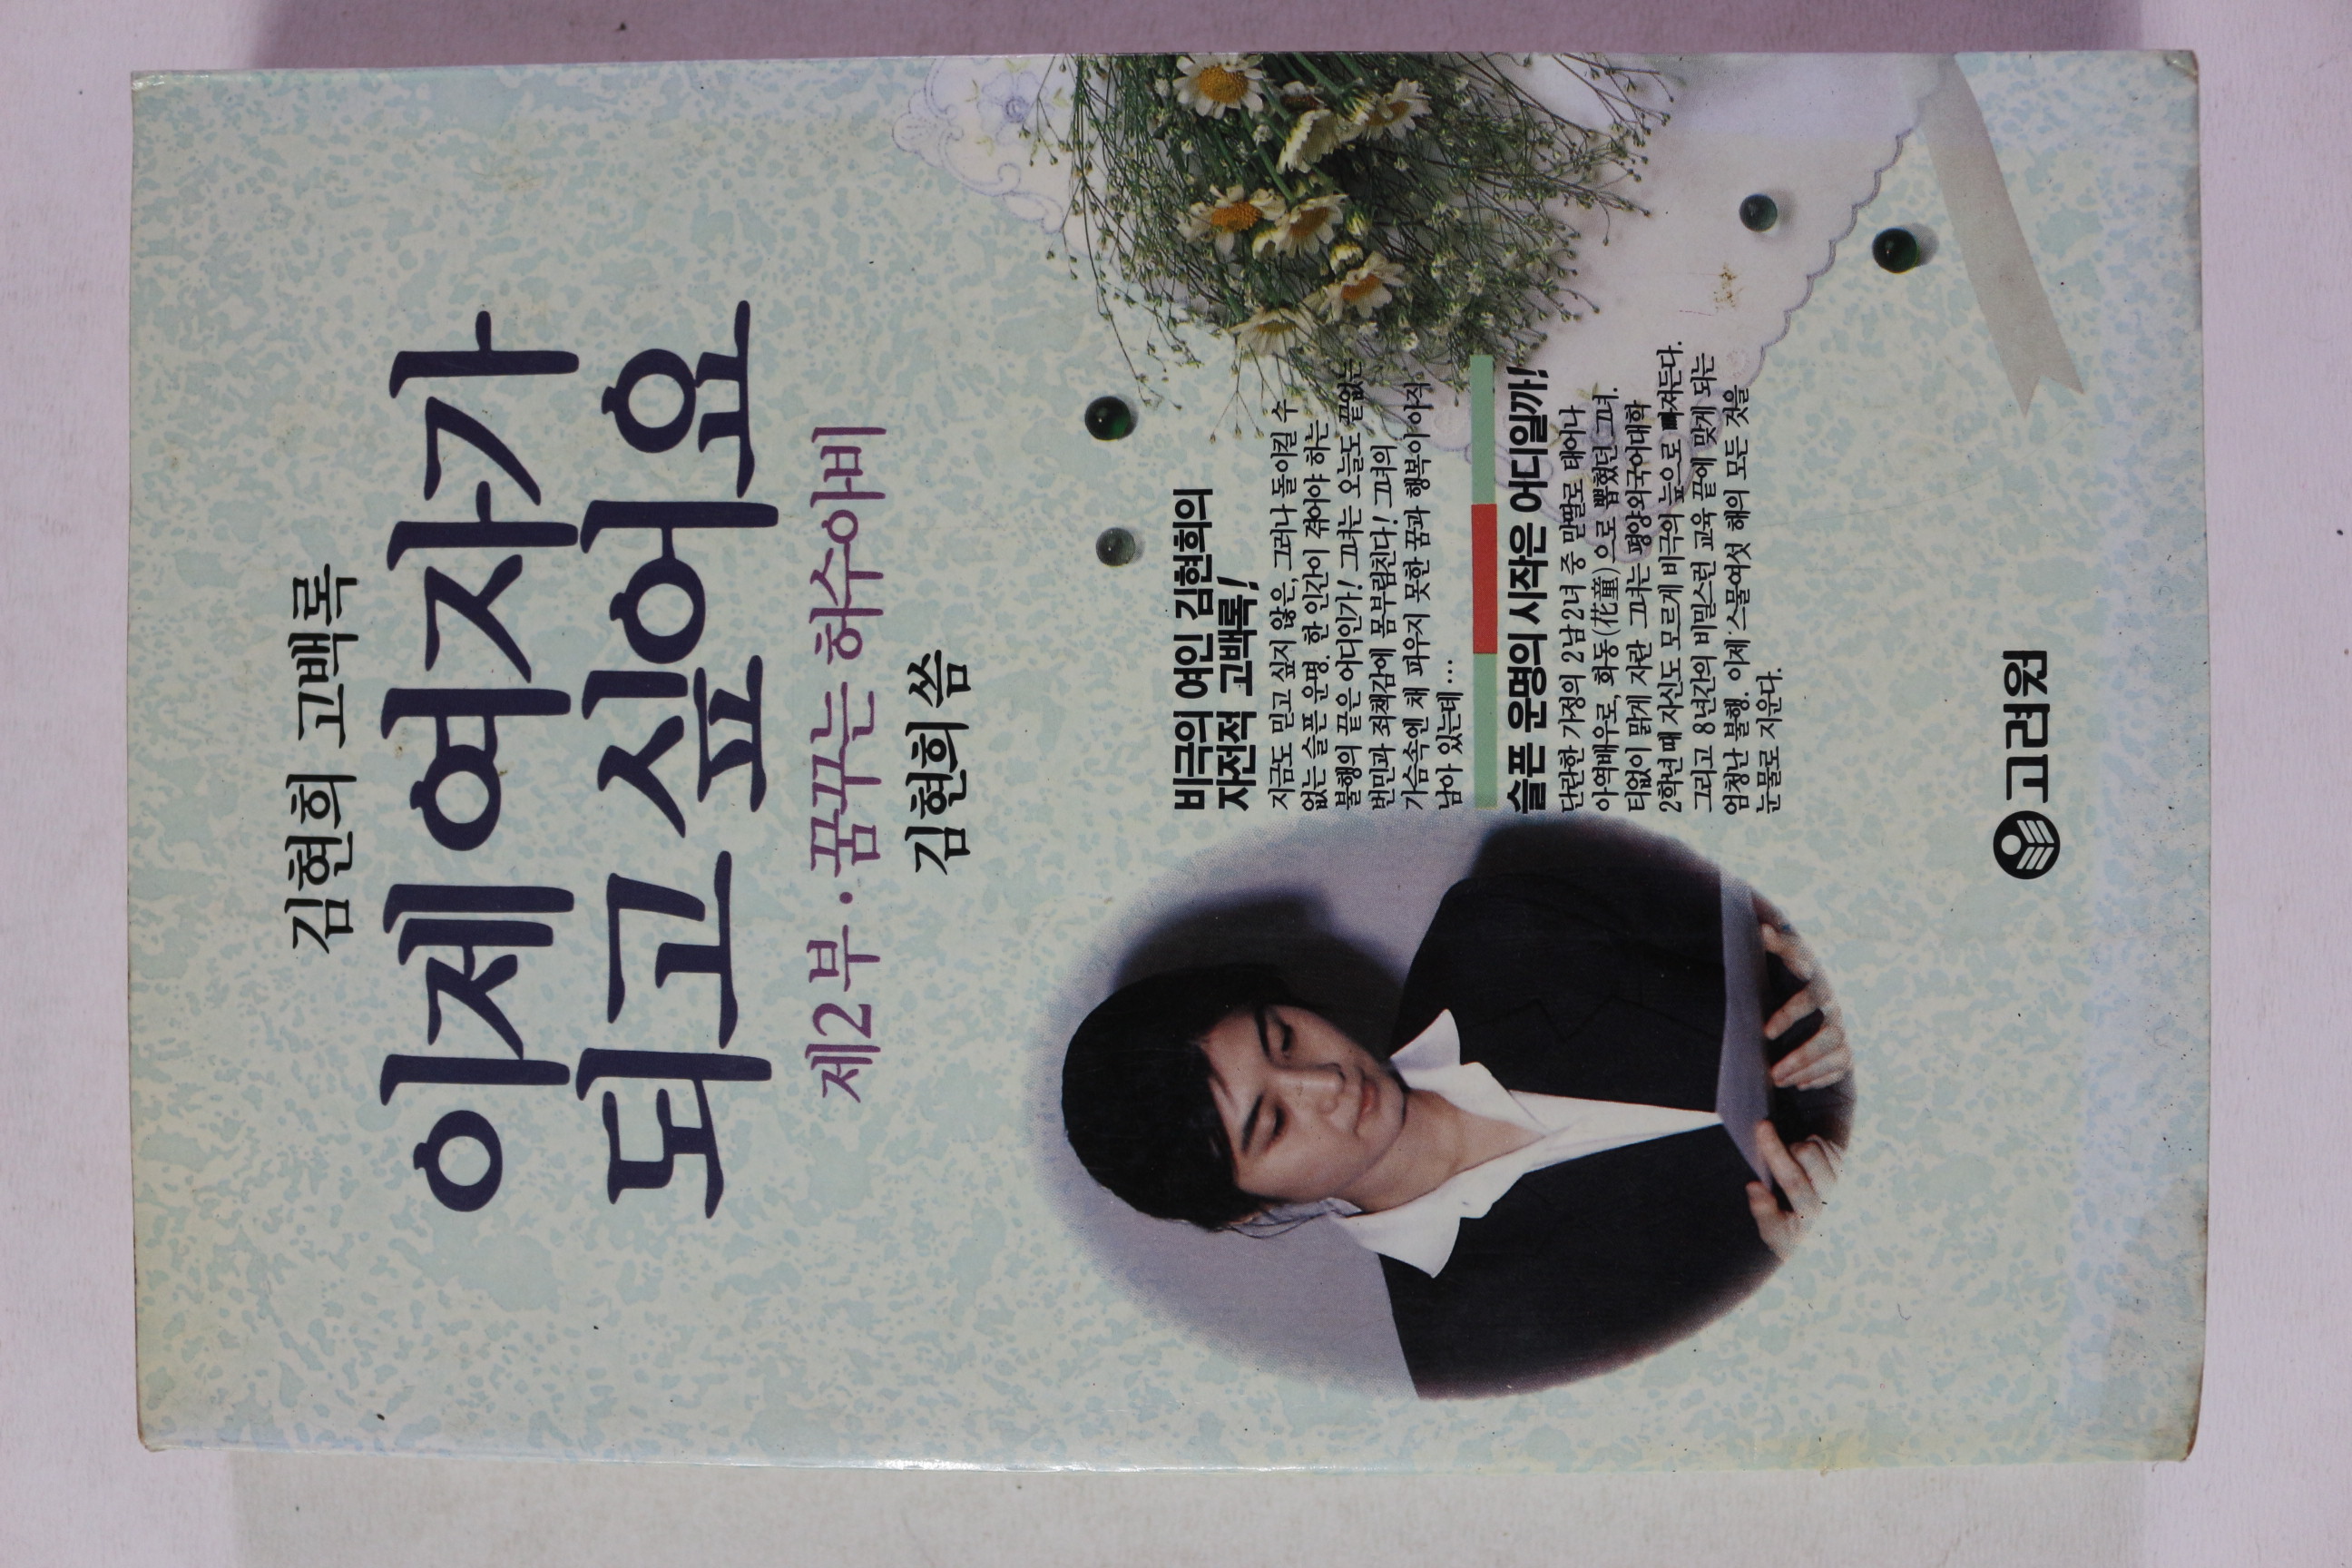 김현희 고백록
이제 여자가
되고 싶어요
제2부·꿈꾸는 허수아비
김현희 씀
비극의 여인 김현희의
자전적 고백록!
지금도 믿고 싶지 않은, 그러나 돌이킬 수
없는 슬픈 운명. 한 인간이 겪어야 하는
불행의 끝은 어디인가! 그녀는 오늘도 끝없는
번민과 죄책감에 몸부림친다! 그녀의
가슴속엔 채 피우지 못한 꿈과 행복이 아직
남아 있는데…
슬픈 운명의 시작은 어디일까!
단란한 가정의 2남2녀 중 맏딸로 태어나
아역배우로, 화동(花童)으로 뽑혔던 그녀.
티없이 맑게 자란 그녀는 평양외국어대학
2학년 때 자신도 모르게 비극의 늪으로 빠져든다.
그리고 8년간의 비밀스런 교육 끝에 맞게 되는
엄청난 불행. 이제 스물여섯 해의 모든 것을
눈물로 지운다.
고려원